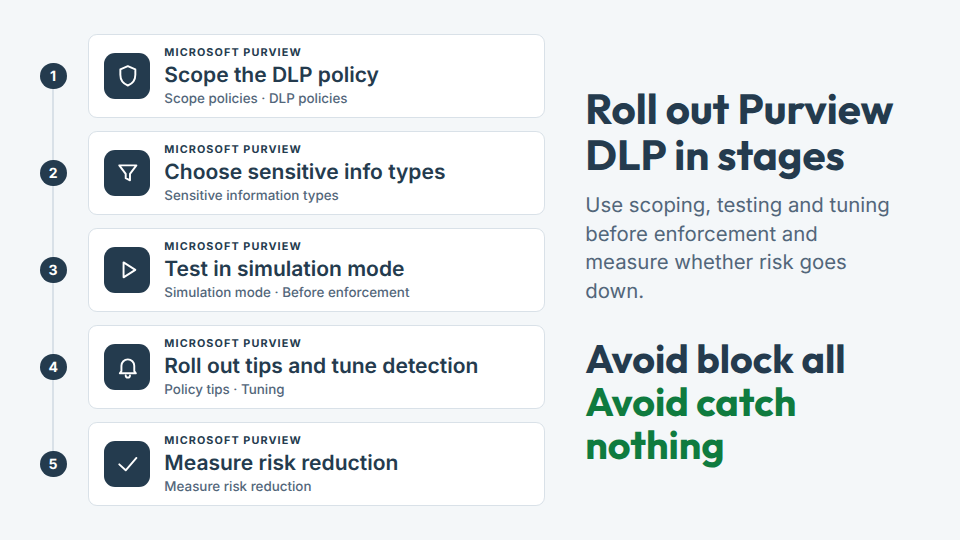 1
MICROSOFT PURVIEW
Scope the DLP policy
Scope policies · DLP policies
2
MICROSOFT PURVIEW
Choose sensitive info types
Sensitive information types
3
MICROSOFT PURVIEW
Test in simulation mode
Simulation mode · Before enforcement
4
MICROSOFT PURVIEW
Roll out tips and tune detection
Policy tips · Tuning
5
MICROSOFT PURVIEW
Measure risk reduction
Measure risk reduction
Roll out Purview
DLP in stages
Use scoping, testing and tuning
before enforcement and
measure whether risk goes
down.
Avoid block all
Avoid catch
nothing